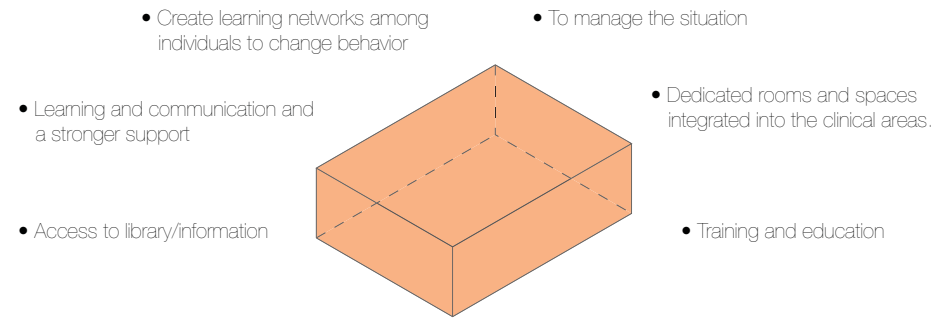 • Create learning networks among
individuals to change behavior
• To manage the situation
• Learning and communication and
a stronger support
• Dedicated rooms and spaces
integrated into the clinical areas.
• Access to library/information
• Training and education